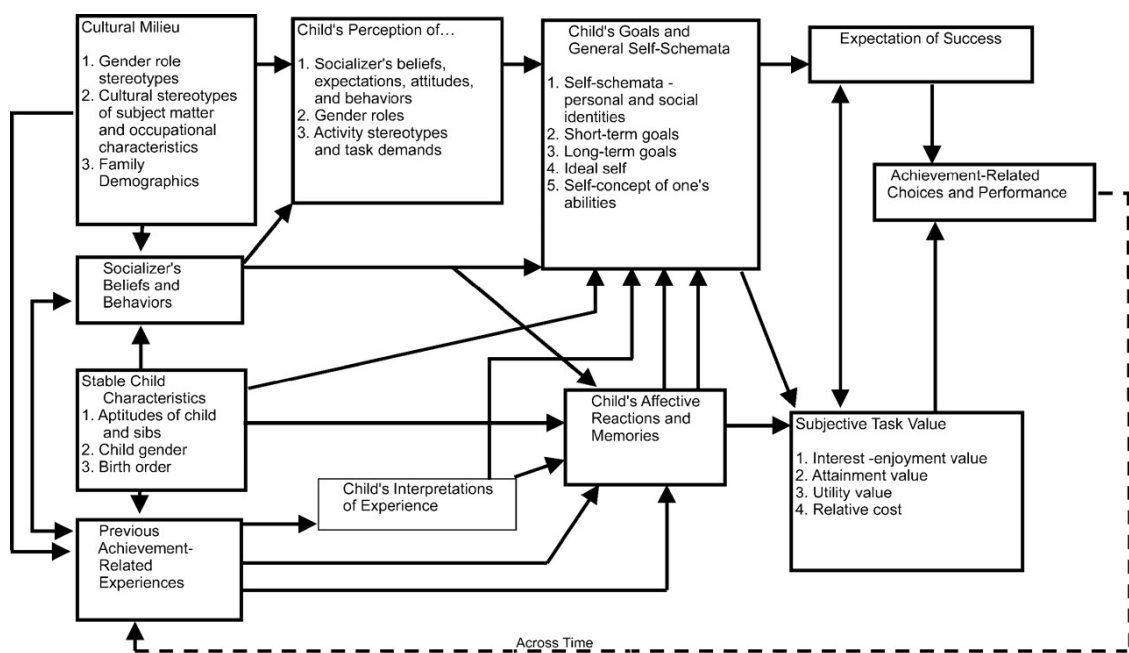 Cultural Milieu
1. Gender role
stereotypes
2. Cultural stereotypes
of subject matter
and occupational
characteristics
3. Family
Demographics
Child's Perception of...
1. Socializer's beliefs,
expectations, attitudes,
and behaviors
2. Gender roles
3. Activity stereotypes
and task demands
Child's Goals and
General Self-Schemata
1. Self-schemata -
personal and social
identities
2. Short-term goals
3. Long-term goals
4. Ideal self
5. Self-concept of one's
abilities
Expectation of Success
Achievement-Related
Choices and Performance
Socializer's
Beliefs and
Behaviors
Stable Child
Characteristics
1. Aptitudes of child
and sibs
2. Child gender
3. Birth order
Child's Affective
Reactions and
Memories
Subjective Task Value
1. Interest -enjoyment value
2. Attainment value
3. Utility value
4. Relative cost
Child's Interpretations
of Experience
Previous
Achievement-
Related
Experiences
Across Time